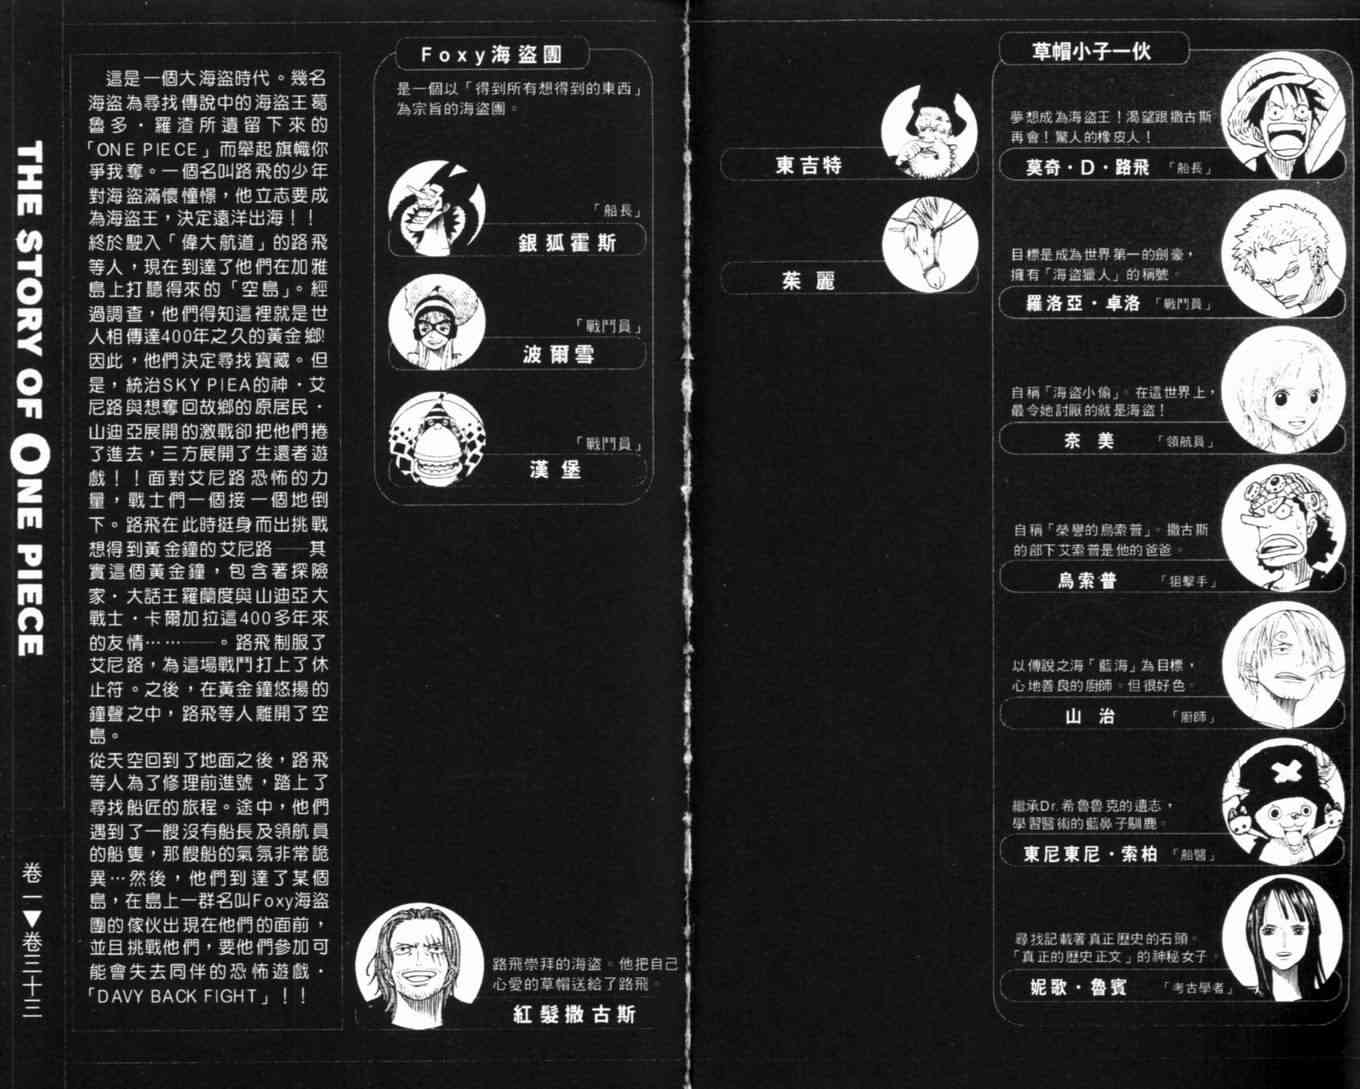 草帽小子一伙
夢想成為海盜王！渴望跟撒古斯
再會！驚人的橡皮人！
莫奇・D・路飛 「船長」
目標是成為世界第一的劍豪，
擁有「海盜獵人」的稱號。
羅洛亞・卓洛 「戰鬥員」
自稱「海盜小偷」。在這世界上，
最令她討厭的就是海盜！
奈美 「領航員」
自稱「榮譽的烏索普」。撒古斯
的部下艾索普是他的爸爸。
烏索普 「狙擊手」
以傳說之海「藍海」為目標，
心地善良的廚師。但很好色。
山治 「廚師」
繼承Dr.希魯魯克的遺志，
學習醫術的藍鼻子馴鹿。
東尼東尼・索柏 「船醫」
尋找記載著真正歷史的石頭。
「真正的歷史正文」的神秘女子。
妮歌・魯賓 「考古學者」
東吉特
茱麗
Foxy海盜團
是一個以「得到所有想得到的東西」
為宗旨的海盜團。
「船長」
銀狐霍斯
「戰鬥員」
波爾雪
「戰鬥員」
漢堡
路飛崇拜的海盜。他把自己
心愛的草帽送給了路飛。
紅髮撒古斯
這是一個大海盜時代。幾名
海盜為尋找傳說中的海盜王葛
魯多・羅渣所遺留下來的
「ONE PIECE」而舉起旗幟你
爭我奪。一個名叫路飛的少年
對海盜滿懷憧憬，他立志要成
為海盜王，決定遠洋出海！！
終於駛入「偉大航道」的路飛
等人，現在到達了他們在加雅
島上打聽得來的「空島」。經
過調查，他們得知這裡就是世
人相傳達400年之久的黃金鄉!
因此，他們決定尋找寶藏。但
是，統治SKY PIEA的神・艾
尼路與想奪回故鄉的原居民・
山迪亞展開的激戰卻把他們捲
了進去，三方展開了生還者遊
戲！！面對艾尼路恐怖的力
量，戰士們一個接一個地倒
下。路飛在此時挺身而出挑戰
想得到黃金鐘的艾尼路──其
實這個黃金鐘，包含著探險
家・大話王羅蘭度與山迪亞大
戰士・卡爾加拉這400多年來
的友情……──。路飛制服了
艾尼路，為這場戰鬥打上了休
止符。之後，在黃金鐘悠揚的
鐘聲之中，路飛等人離開了空
島。
從天空回到了地面之後，路飛
等人為了修理前進號，踏上了
尋找船匠的旅程。途中，他們
遇到了一艘沒有船長及領航員
的船隻，那艘船的氣氛非常詭
異…然後，他們到達了某個
島，在島上一群名叫Foxy海盜
團的傢伙出現在他們的面前，
並且挑戰他們，要他們參加可
能會失去同伴的恐怖遊戲・
「DAVY BACK FIGHT」！！
THE STORY OF ONE PIECE
卷一▶卷三十三